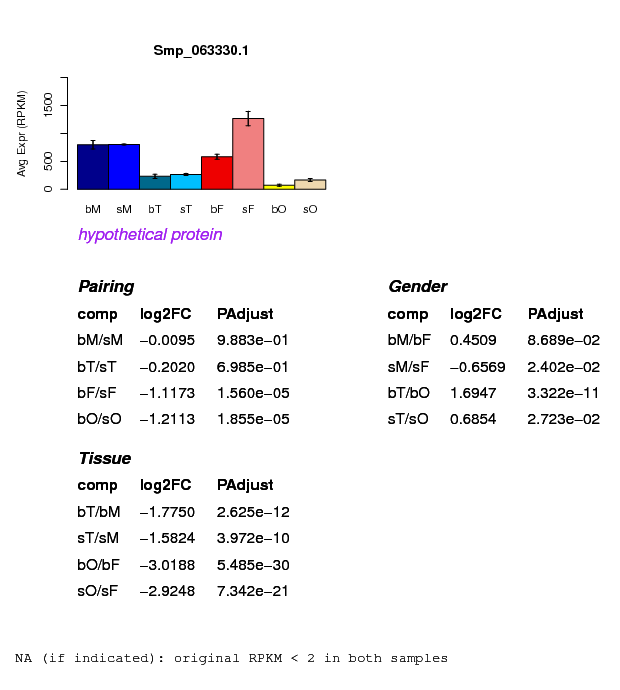 Smp_063330.1
Avg Expr (RPKM)
1500
500
0
bM sM bT sT bF sF bO sO
hypothetical protein
Pairing
comp log2FC PAdjust
bM/sM −0.0095 9.883e−01
bT/sT −0.2020 6.985e−01
bF/sF −1.1173 1.560e−05
bO/sO −1.2113 1.855e−05
Gender
comp log2FC PAdjust
bM/bF 0.4509 8.689e−02
sM/sF −0.6569 2.402e−02
bT/bO 1.6947 3.322e−11
sT/sO 0.6854 2.723e−02
Tissue
comp log2FC PAdjust
bT/bM −1.7750 2.625e−12
sT/sM −1.5824 3.972e−10
bO/bF −3.0188 5.485e−30
sO/sF −2.9248 7.342e−21
NA (if indicated): original RPKM < 2 in both samples